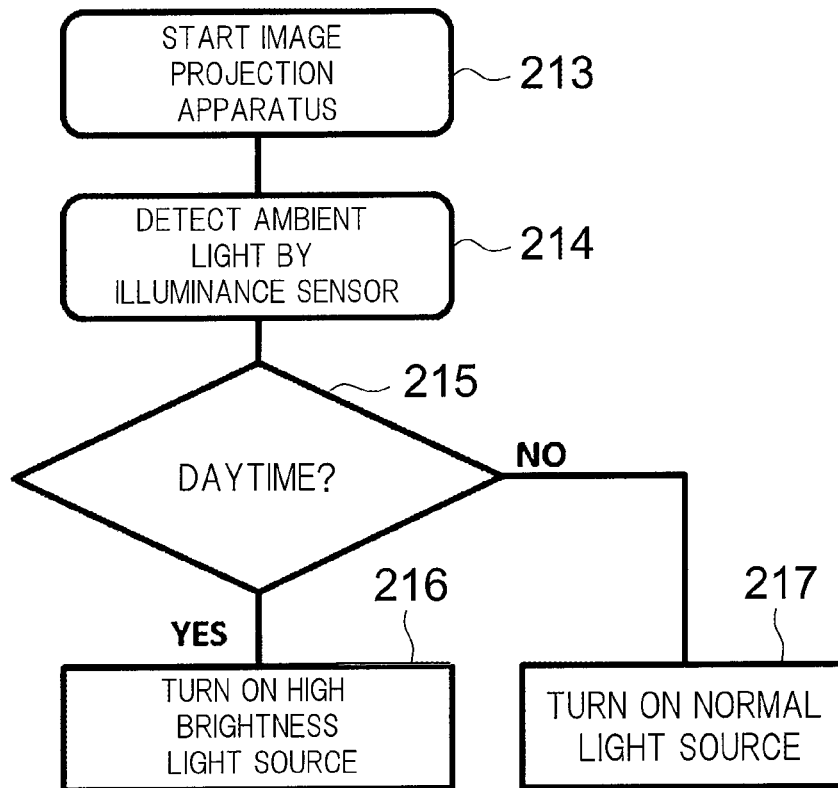 START IMAGE
PROJECTION
APPARATUS
213
DETECT AMBIENT
LIGHT BY
ILLUMINANCE SENSOR
214
215
DAYTIME?
NO
YES
216
217
TURN ON HIGH
BRIGHTNESS
LIGHT SOURCE
TURN ON NORMAL
LIGHT SOURCE